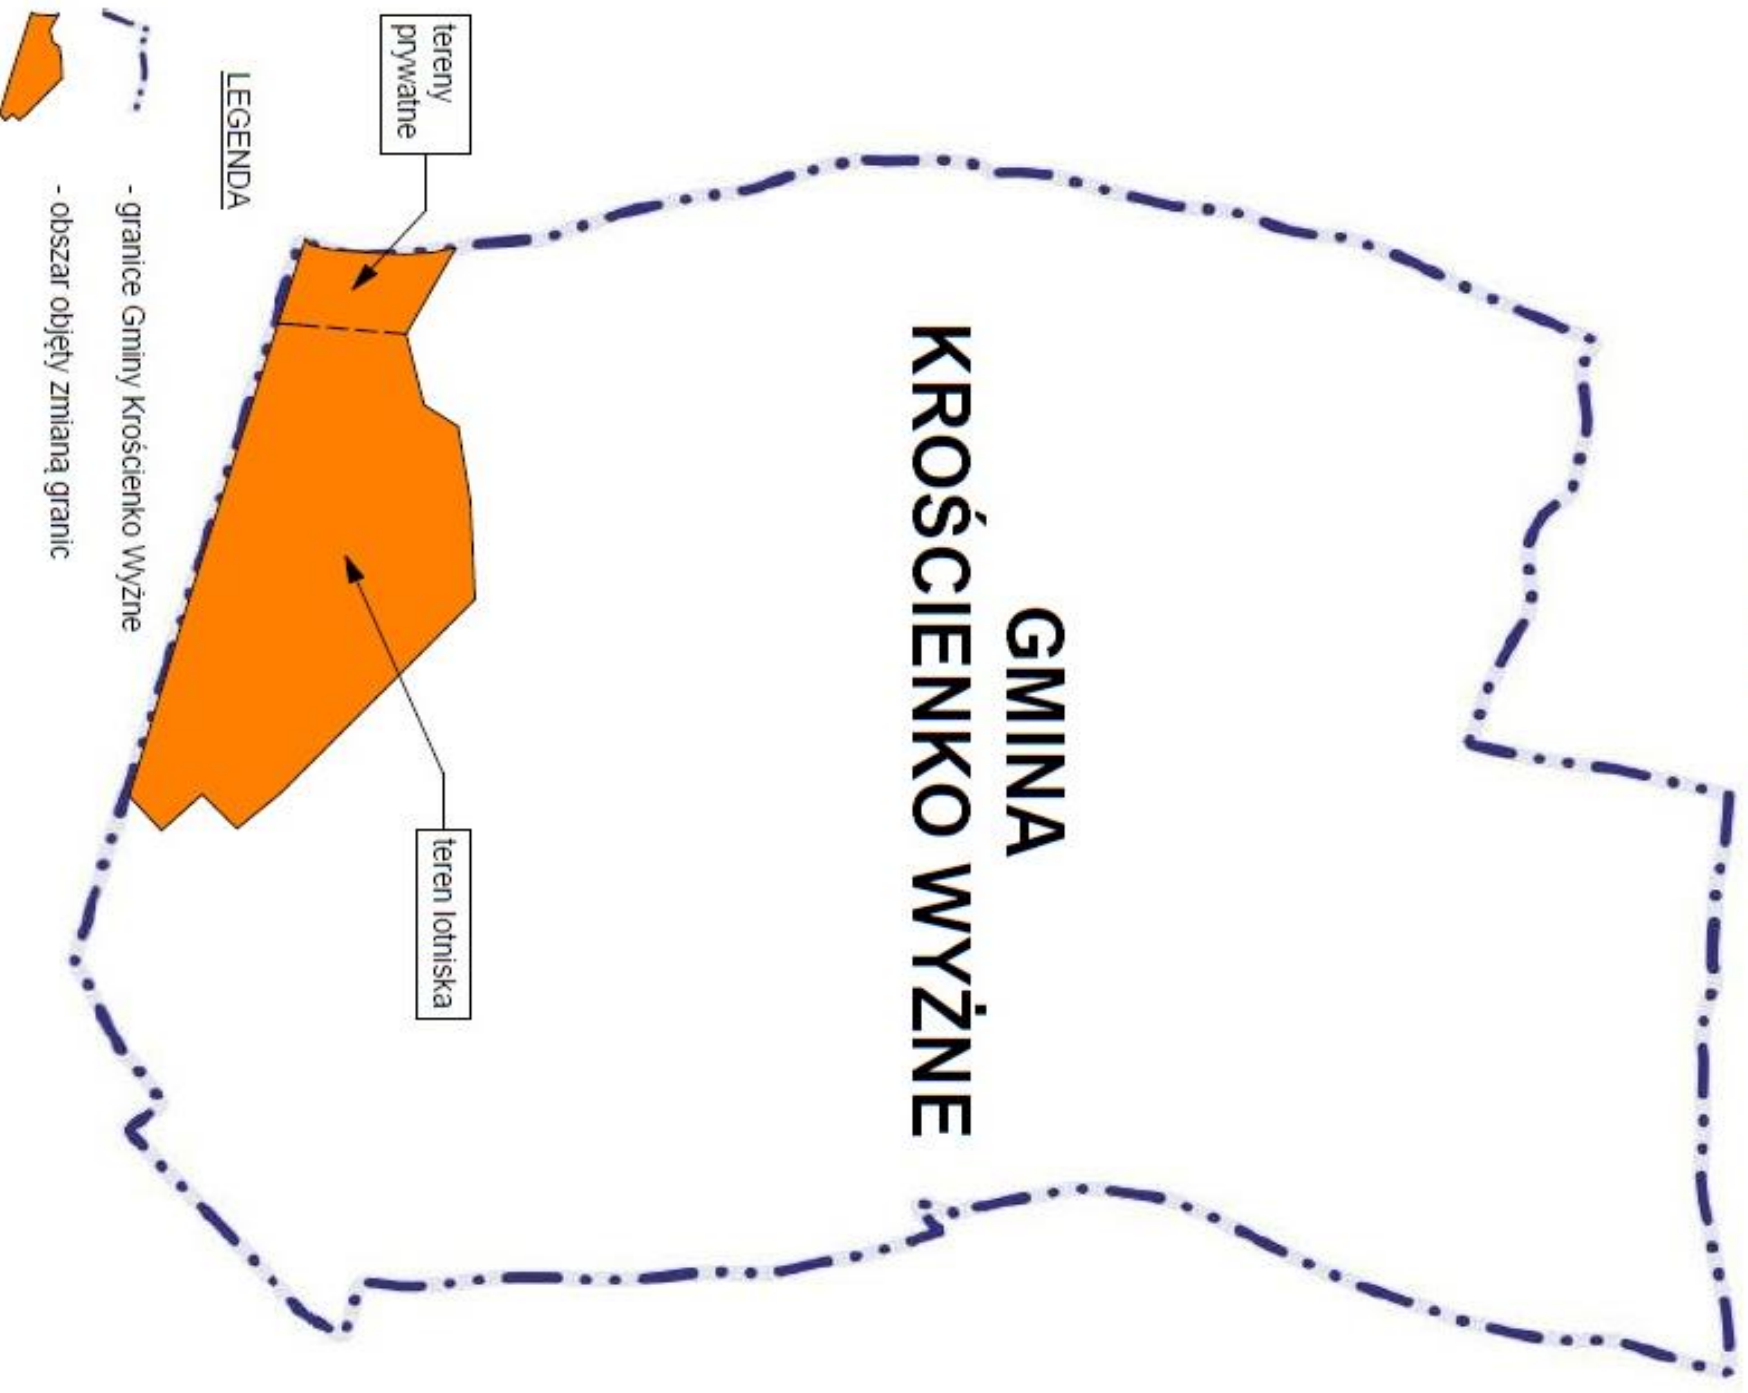 GMINA
KROŚCIENKO WYŻNE
tereny
prywatne
teren lotniska
LEGENDA
- granice Gminy Krościenko Wyżne
- obszar objęty zmianą granic